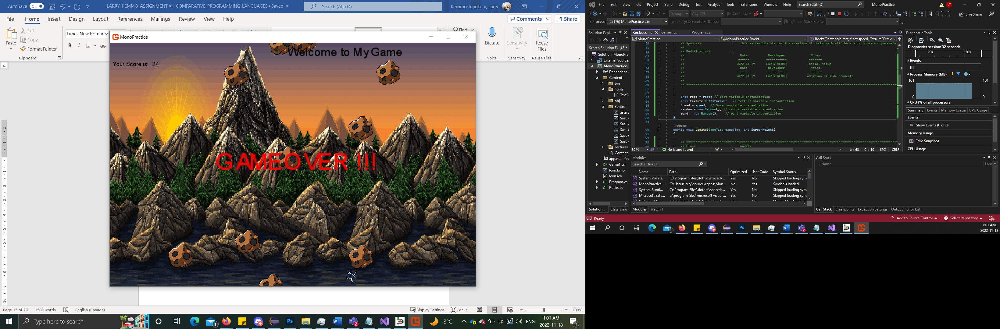 AutoSave On LARRY_KEMMO_ASSIGNMENT #1_COMPARATIVE_PROGRAMMING_LANGUAGES • Saved Search (Alt+Q) Kemmo Tejiokem, Larry
File Home Insert Design Layout References Mailings Review View Help Comments Share
Cut
Copy
Paste Format Painter
Clipboard
Times New Romar
B I U ab
Find
Dictate
Voice
Sensitivity
Sensitivity
Reuse
Files
Reuse Files
MonoPractice
Welcome to My Game
Your Score is: 24
GAMEOVER !!!
Page 15 of 19 1500 words English (Canada) Display Settings Focus 100%
Type here to search -3°C ENG 1:01 AM
2022-11-18
11
File Edit View Git Project Build Debug Test Analyze Tools Extensions Window Help Search (Ctrl+Q) MonoPractice LT
Debug Any CPU Continue Live Share
Process: [27176] MonoPractice.exe Lifecycle Events Thread: Stack Frame:
Solution Expl...
Search Solution Ex
Solution 'MonoPra
External Source
MonoPractice
Dependenci
Content
bin
Fonts
TextF
obj
Sprites
astero
Sasuk
Sasuk
Sasuk
Sasuk
Sasuk
Textures
Content.
app.manifes
Game1.cs
Icon.bmp
Icon.ico
Program.cs
Rocks.cs
Solution... Class View
Rocks.cs Game1.cs Program.cs
MonoPractice MonoPractice.Rocks Rocks(Rectangle rect, float speed, Texture2D tex
50 // Synopsis : This is responsible for the creation of rocks with all their attributes and paramete
51 //
52 // Modifications :
53 // Date Developer Notes
54 // ------ ----------- -------
55 // 2022-11-17 LARRY KEMMO Initial setup
56 // Date Developer Notes
57 // ------ ----------- -------
58 // 2022-11-17 LARRY KEMMO Addition of side comments
59 //
60 //
61
62
63 this.rect = rect; // rect variable instantiation
64 this.texture = texture2D; // texture variable instantiation
65 Speed = speed; // Speed variable instantiation
66 random = new Random(); // random variable instantiation
67 rand = new Random(); // rand variable instantiation
68 }
69
1 reference
70 public void Update(GameTime gameTime, int ScreenHeight)
71 {
72
73 //
// Class : update
80 % No issues found Ln: 68 Ch: 10 SPC CRLF
Modules
Search (Ctrl+E)
Name Path Optimized User Code Symbol Status
System.Private... C:\Program Files\dotnet\shared\... Yes No Skipped loading sym
MonoPractice.... C:\Users\larry\source\repos\Mon... No Yes Symbols loaded.
System.Runti... C:\Program Files\dotnet\shared\... Yes No Skipped loading sym
Microsoft.Exte... c:\program files\microsoft visual ... Yes No Skipped loading sym
Modules Watch 1
Call Stack
Name Lang
Call Stack Breakpoints Exception Settings Output Error List
Diagnostic Tools
Diagnostics session: 32 seconds
20s 30s
Events
Process Memory (MB) P
101 101
0 0
CPU (% of all processors)
Summary Events Memory Usage CPU Usage
Events
Show Events (0 of 0)
Memory Usage
Take Snapshot
CPU Usage
Ready Add to Source Control Select Repository 2
1:01 AM
2022-11-18